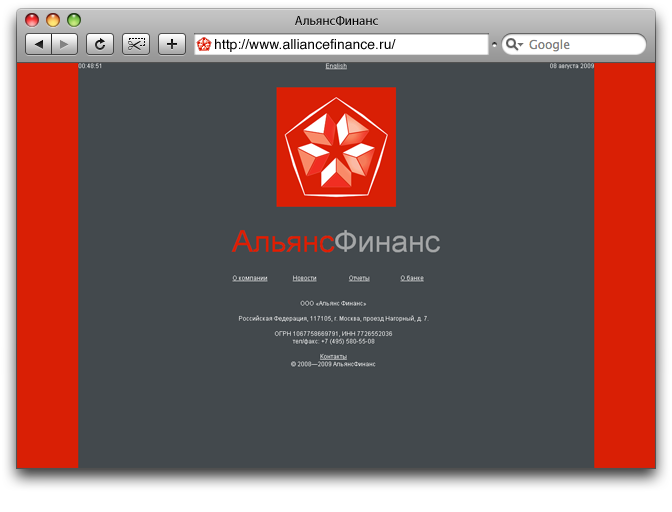 АльянсФинанс
http://www.alliancefinance.ru/
Google
00:48:51
English
08 августа 2009
АльянсФинанс
О компании Новости Отчеты О банке
ООО «Альянс Финанс»
Российская Федерация, 117105, г. Москва, проезд Нагорный, д. 7.
ОГРН 1067758669791, ИНН 7726552036
тел/факс: +7 (495) 580-55-08
Контакты
© 2008—2009 АльянсФинанс